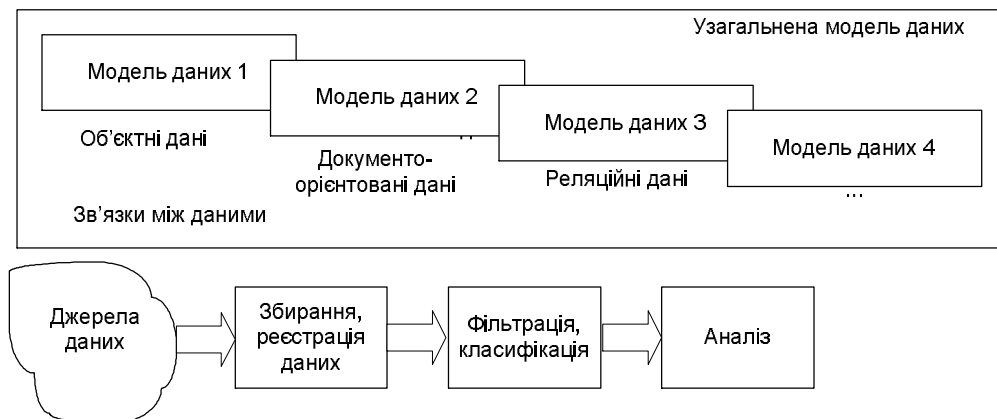 Узагальнена модель даних
Модель даних 1
Модель даних 2
Модель даних 3
Модель даних 4
Об’єктні дані
Документо-
орієнтовані дані
Реляційні дані
...
Зв’язки між даними
Джерела
даних
Збирання,
реєстрація
даних
Фільтрація,
класифікація
Аналіз